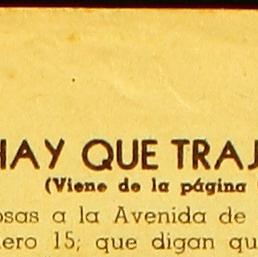 HAY QUE TRAJ
(Viene de la página
osas a la Avenida de
ero 15; que digan qu